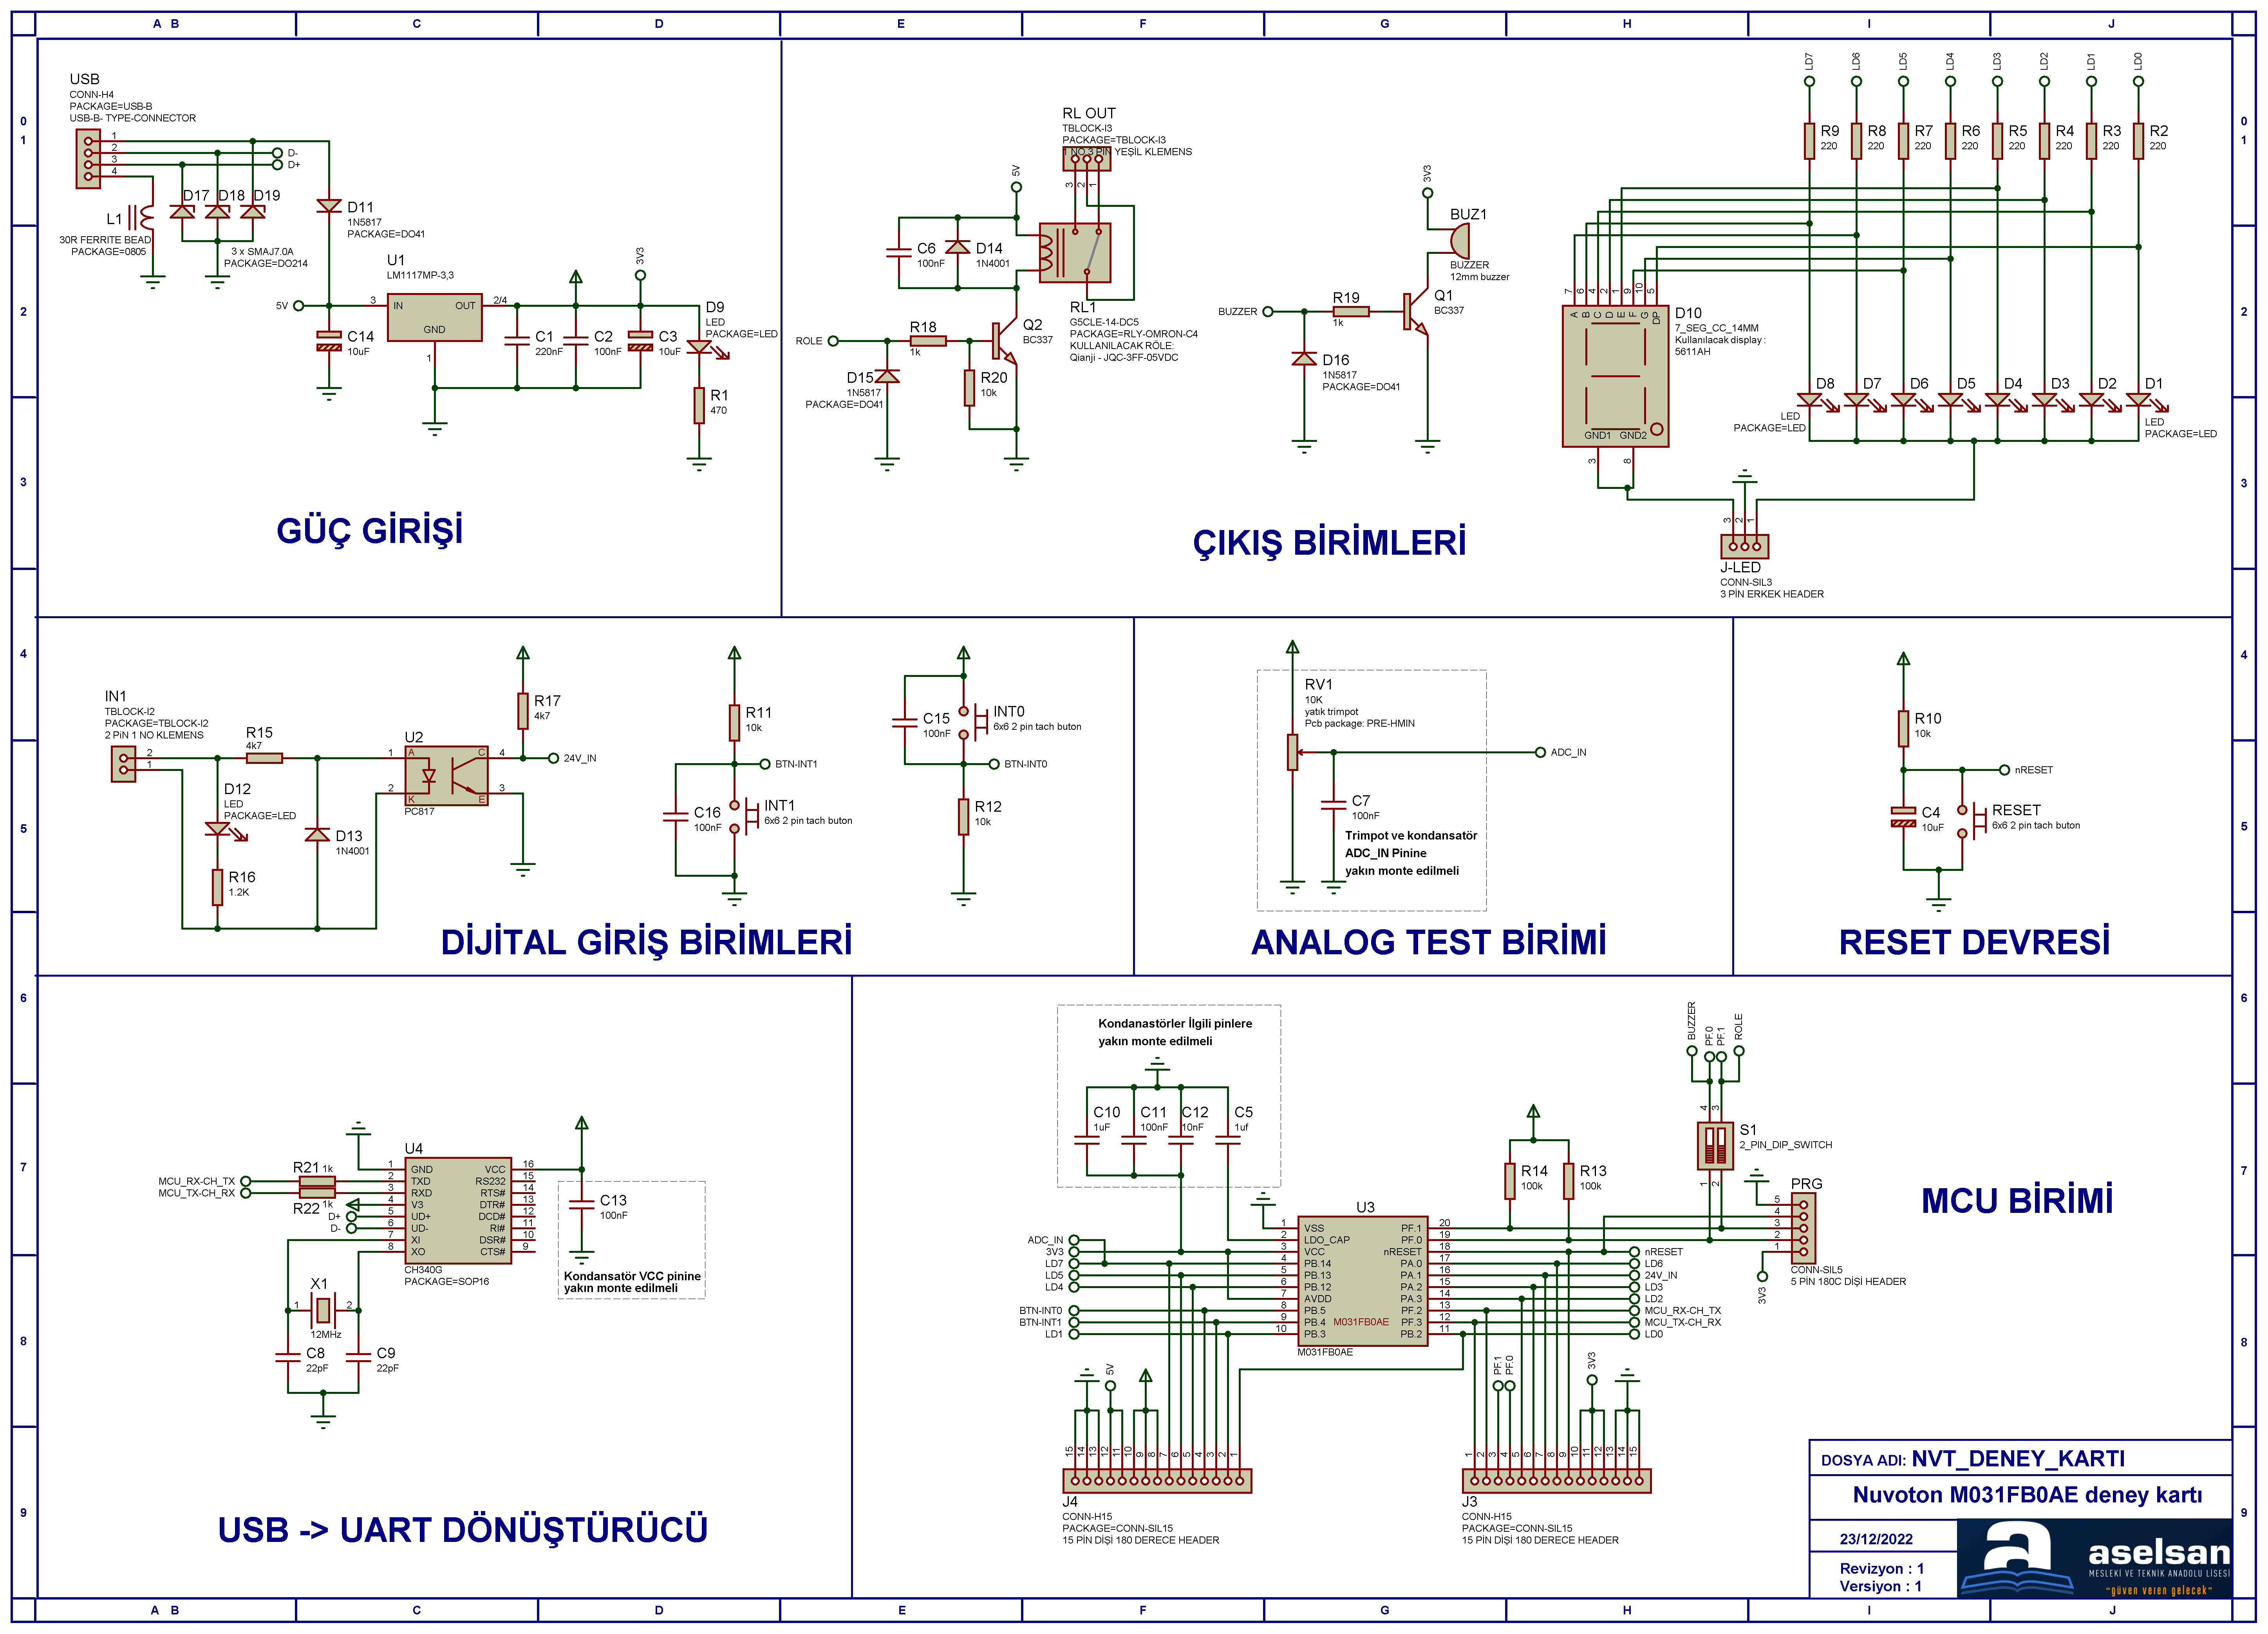 A B C D E F G H I J
0
1
2
3
4
5
6
7
8
9
USB
CONN-H4
PACKAGE=USB-B
USB-B- TYPE-CONNECTOR
1
2
3
4
D-
D+
D17 D18 D19
L1
30R FERRITE BEAD
PACKAGE=0805
3 x SMAJ7.0A
PACKAGE=DO214
D11
1N5817
PACKAGE=DO41
U1
LM1117MP-3,3
3 IN OUT 2/4
GND
1
5V
3V3
C14
10uF
C1
220nF
C2
100nF
C3
10uF
D9
LED
PACKAGE=LED
R1
470
GÜÇ GİRİŞİ
RL OUT
TBLOCK-I3
PACKAGE=TBLOCK-I3
1 NO 3 PİN YEŞİL KLEMENS
3 2 1
5V
C6
100nF
D14
1N4001
RL1
G5CLE-14-DC5
PACKAGE=RLY-OMRON-C4
KULLANILACAK RÖLE:
Qianji - JQC-3FF-05VDC
ROLE
R18
1k
Q2
BC337
D15
1N5817
PACKAGE=DO41
R20
10k
3V3
BUZ1
BUZZER
12mm buzzer
BUZZER
R19
1k
Q1
BC337
D16
1N5817
PACKAGE=DO41
LD7 LD6 LD5 LD4 LD3 LD2 LD1 LD0
R9 R8 R7 R6 R5 R4 R3 R2
220 220 220 220 220 220 220 220
7 6 4 2 1 9 10 5
A B C D E F G DP
D10
7_SEG_CC_14MM
Kullanılacak display :
5611AH
GND1 GND2
3 8
D8 D7 D6 D5 D4 D3 D2 D1
LED
PACKAGE=LED
LED
PACKAGE=LED
3 2 1
J-LED
CONN-SIL3
3 PİN ERKEK HEADER
ÇIKIŞ BİRİMLERİ
IN1
TBLOCK-I2
PACKAGE=TBLOCK-I2
2 PiN 1 NO KLEMENS
2
1
R15
4k7
D12
LED
PACKAGE=LED
R16
1.2K
D13
1N4001
U2
1 A C 4
2 K E 3
PC817
R17
4k7
24V_IN
R11
10k
BTN-INT1
C16
100nF
INT1
6x6 2 pin tach buton
C15
100nF
INT0
6x6 2 pin tach buton
BTN-INT0
R12
10k
DİJİTAL GİRİŞ BİRİMLERİ
RV1
10K
yatık trimpot
Pcb package: PRE-HMIN
ADC_IN
C7
100nF
Trimpot ve kondansatör
ADC_IN Pinine
yakın monte edilmeli
ANALOG TEST BİRİMİ
R10
10k
nRESET
C4
10uF
RESET
6x6 2 pin tach buton
RESET DEVRESİ
U4
MCU_RX-CH_TX
MCU_TX-CH_RX
R21 1k
R22 1k
D+
D-
1 GND VCC 16
2 TXD RS232 15
3 RXD RTS# 14
4 V3 DTR# 13
5 UD+ DCD# 12
6 UD- RI# 11
7 XI DSR# 10
8 XO CTS# 9
CH340G
PACKAGE=SOP16
X1
1 2
12MHz
C8
22pF
C9
22pF
C13
100nF
Kondansatör VCC pinine
yakın monte edilmeli
USB -> UART DÖNÜŞTÜRÜCÜ
Kondanastörler İlgili pinlere
yakın monte edilmeli
C10
1uF
C11
100nF
C12
10nF
C5
1uf
U3
1 VSS PF.1 20
2 LDO_CAP PF.0 19
3 VCC nRESET 18
4 PB.14 PA.0 17
5 PB.13 PA.1 16
6 PB.12 PA.2 15
7 AVDD PA.3 14
8 PB.5 PF.2 13
9 PB.4 M031FB0AE PF.3 12
10 PB.3 PB.2 11
M031FB0AE
ADC_IN
3V3
LD7
LD5
LD4
BTN-INT0
BTN-INT1
LD1
nRESET
LD6
24V_IN
LD3
LD2
MCU_RX-CH_TX
MCU_TX-CH_RX
LD0
R14
100k
R13
100k
BUZZER PF.0 PF.1 ROLE
4 3
S1
2_PIN_DIP_SWITCH
1 2
PRG
5
4
3
2
1
CONN-SIL5
5 PİN 180C DİŞİ HEADER
3V3
MCU BİRİMİ
5V
15 14 13 12 11 10 9 8 7 6 5 4 3 2 1
J4
CONN-H15
PACKAGE=CONN-SIL15
15 PİN DİŞİ 180 DERECE HEADER
PF.1 PF.0 3V3
1 2 3 4 5 6 7 8 9 10 11 12 13 14 15
J3
CONN-H15
PACKAGE=CONN-SIL15
15 PİN DİŞİ 180 DERECE HEADER
DOSYA ADI: NVT_DENEY_KARTI
Nuvoton M031FB0AE deney kartı
23/12/2022
Revizyon : 1
Versiyon : 1
aselsan
MESLEKİ VE TEKNİK ANADOLU LİSESİ
"güven veren gelecek"
A B C D E F G H I J
0
1
2
3
4
5
6
7
8
9